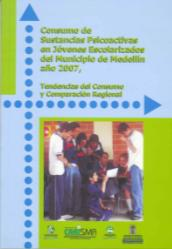 Consumo de
Sustancias Psicoactivas
en Jóvenes Escolarizados
del Municipio de Medellín
año 2007,
Tendencias del Consumo
y Comparación Regional